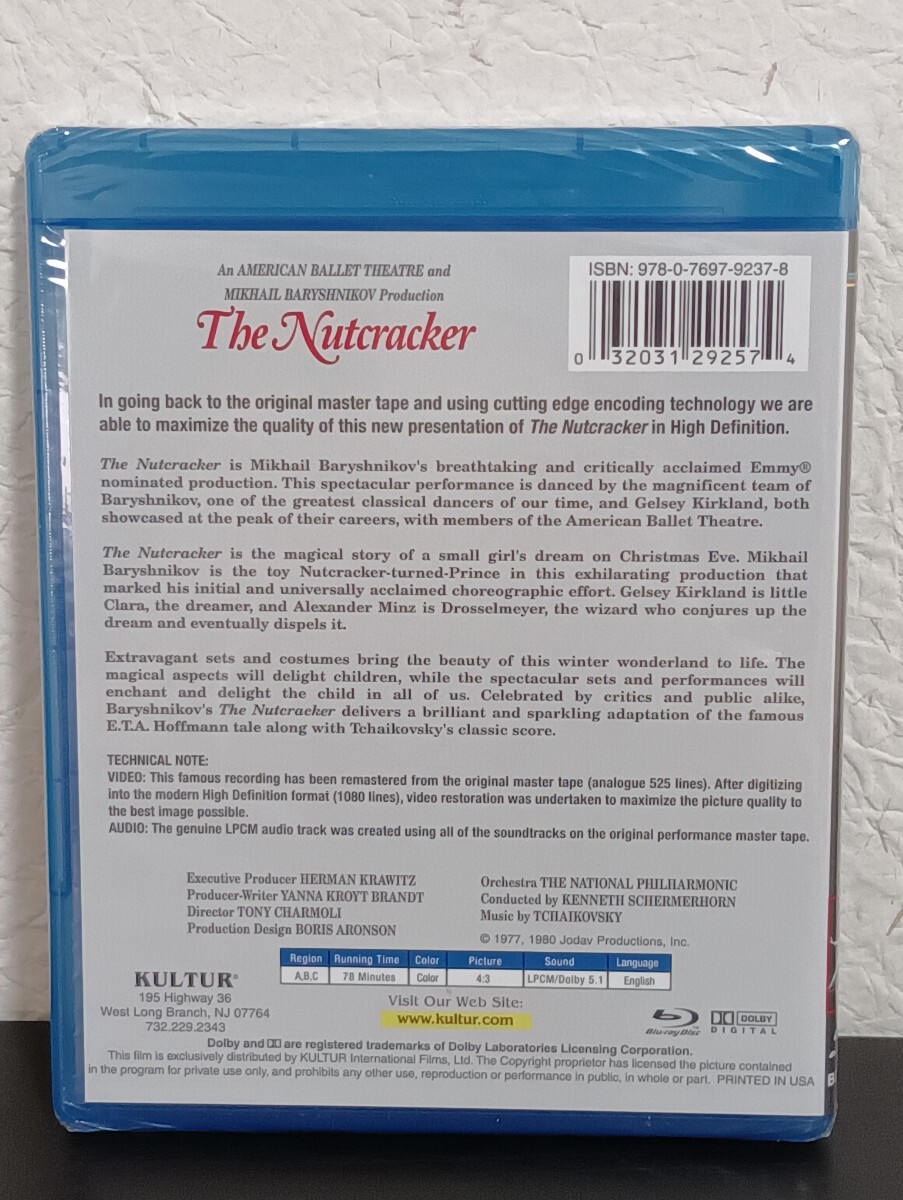 An AMERICAN BALLET THEATRE and
MIKHAIL BARYSHNIKOV Production
The Nutcracker
ISBN: 978-0-7697-9237-8
0 32031 29257 4
In going back to the original master tape and using cutting edge encoding technology we are
able to maximize the quality of this new presentation of The Nutcracker in High Definition.
The Nutcracker is Mikhail Baryshnikov's breathtaking and critically acclaimed Emmy®
nominated production. This spectacular performance is danced by the magnificent team of
Baryshnikov, one of the greatest classical dancers of our time, and Gelsey Kirkland, both
showcased at the peak of their careers, with members of the American Ballet Theatre.
The Nutcracker is the magical story of a small girl's dream on Christmas Eve. Mikhail
Baryshnikov is the toy Nutcracker-turned-Prince in this exhilarating production that
marked his initial and universally acclaimed choreographic effort. Gelsey Kirkland is little
Clara, the dreamer, and Alexander Minz is Drosselmeyer, the wizard who conjures up the
dream and eventually dispels it.
Extravagant sets and costumes bring the beauty of this winter wonderland to life. The
magical aspects will delight children, while the spectacular sets and performances will
enchant and delight the child in all of us. Celebrated by critics and public alike,
Baryshnikov's The Nutcracker delivers a brilliant and sparkling adaptation of the famous
E.T.A. Hoffmann tale along with Tchaikovsky's classic score.
TECHNICAL NOTE:
VIDEO: This famous recording has been remastered from the original master tape (analogue 525 lines). After digitizing
into the modern High Definition format (1080 lines), video restoration was undertaken to maximize the picture quality to
the best image possible.
AUDIO: The genuine LPCM audio track was created using all of the soundtracks on the original performance master tape.
Executive Producer HERMAN KRAWITZ
Producer-Writer YANNA KROYT BRANDT
Director TONY CHARMOLI
Production Design BORIS ARONSON
Orchestra THE NATIONAL PHILHARMONIC
Conducted by KENNETH SCHERMERHORN
Music by TCHAIKOVSKY
© 1977, 1980 Jodav Productions, Inc.
Region Running Time Color Picture Sound Language
A,B,C 78 Minutes Color 4:3 LPCM/Dolby 5.1 English
KULTUR®
195 Highway 36
West Long Branch, NJ 07764
732.229.2343
Visit Our Web Site:
www.kultur.com
Blu-ray Disc
DOLBY
DIGITAL
Dolby and are registered trademarks of Dolby Laboratories Licensing Corporation.
This film is exclusively distributed by KULTUR International Films, Ltd. The Copyright proprietor has licensed the picture contained
in the program for private use only, and prohibits any other use, reproduction or performance in public, in whole or part. PRINTED IN USA